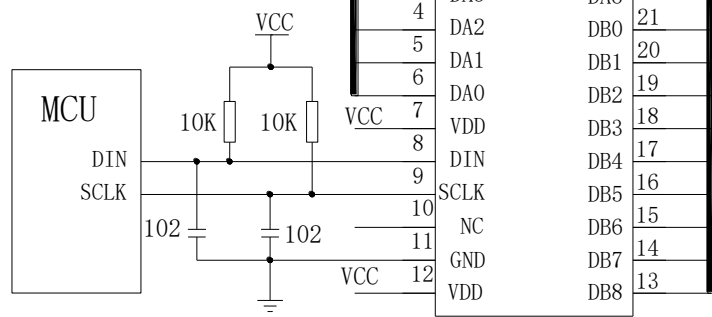 4 DA2 DB0 21
VCC
5 DA1 DB1 20
6 DA0 DB2 19
MCU 10K 10K VCC 7 VDD DB3 18
8
DIN DIN DB4 17
9
SCLK SCLK DB5 16
10
102 102 NC DB6 15
11
GND DB7 14
VCC 12 VDD DB8 13